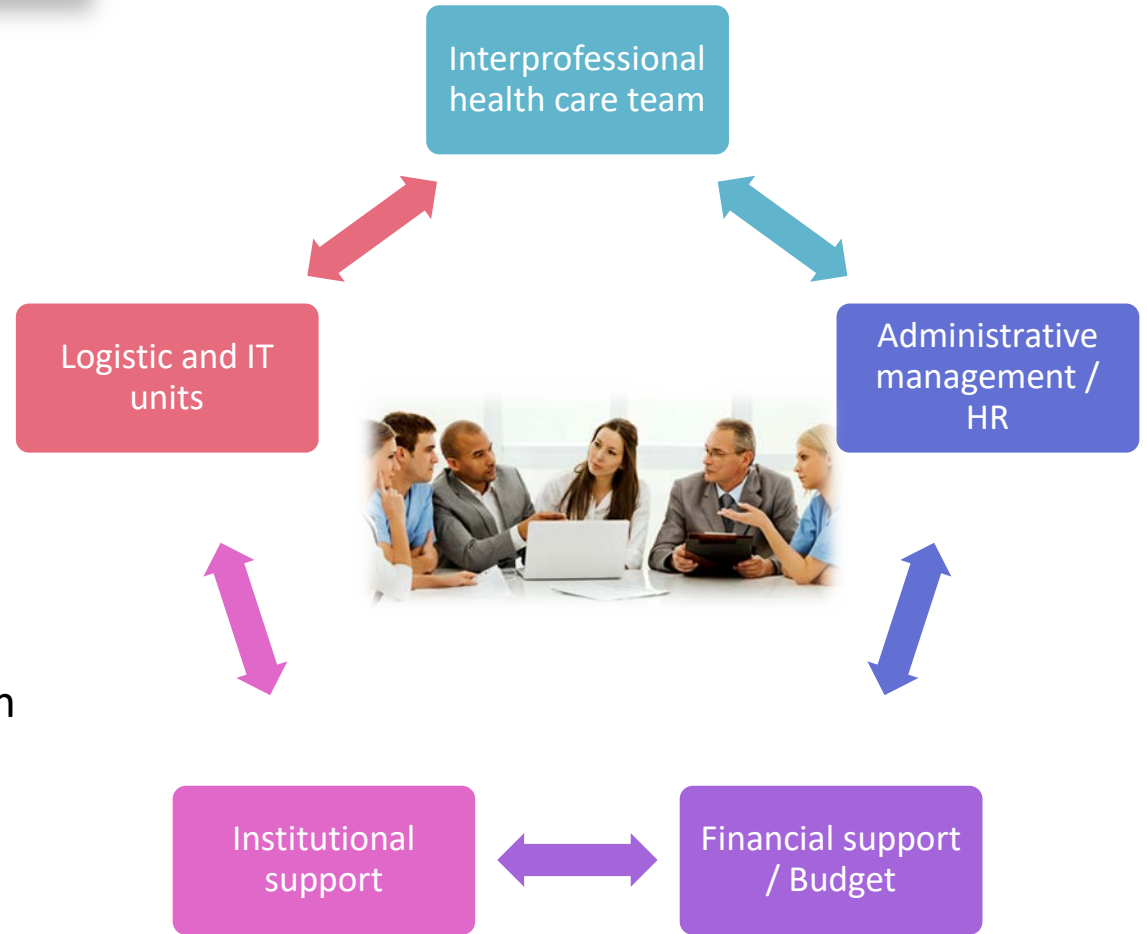 Interprofessional
health care team
Logistic and IT
units
Administrative
management /
HR
Institutional
support
Financial support
/ Budget